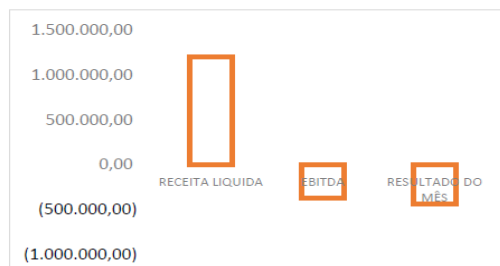 1.500.000,00
1.000.000,00
500.000,00
0,00
RECEITA LIQUIDA
EBITDA
RESULTADO DO
MÊS
(500.000,00)
(1.000.000,00)